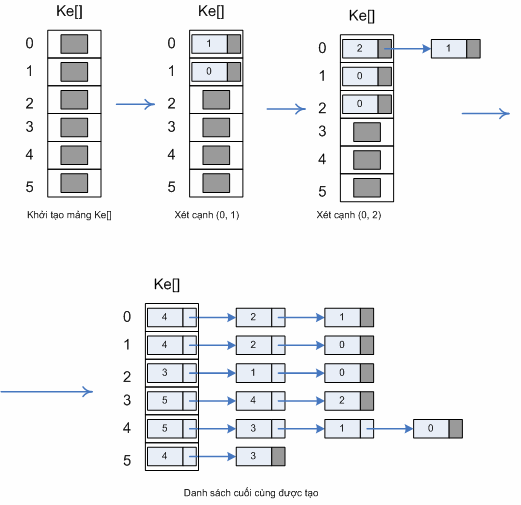 Ke[] Ke[] Ke[]
0
1
2
3
4
5
0 1
1 0
2
3
4
5
0 2 1
1 0
2 0
3
4
5
Khởi tạo mảng Ke[] Xét cạnh (0, 1) Xét cạnh (0, 2)
Ke[]
0 4 2 1
1 4 2 0
2 3 1 0
3 5 4 2
4 5 3 1 0
5 4 3
Danh sách cuối cùng được tạo